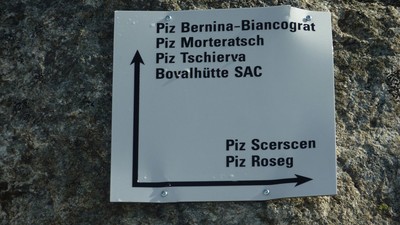 Piz Bernina-Biancograt
Piz Morteratsch
Piz Tschierva
Bovalhütte SAC
Piz Scerscen
Piz Roseg